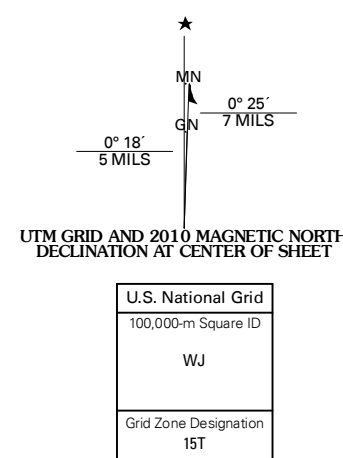 ★
MN
0° 25´
7 MILS
GN
0° 18´
5 MILS
UTM GRID AND 2010 MAGNETIC NORTH
DECLINATION AT CENTER OF SHEET
U.S. National Grid
100,000-m Square ID
WJ
Grid Zone Designation
15T